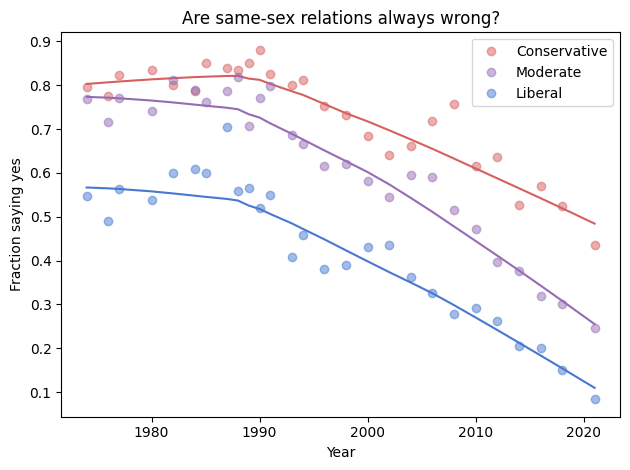 Are same-sex relations always wrong?
Conservative
Moderate
Liberal
Fraction saying yes
0.9
0.8
0.7
0.6
0.5
0.4
0.3
0.2
0.1
1980 1990 2000 2010 2020
Year